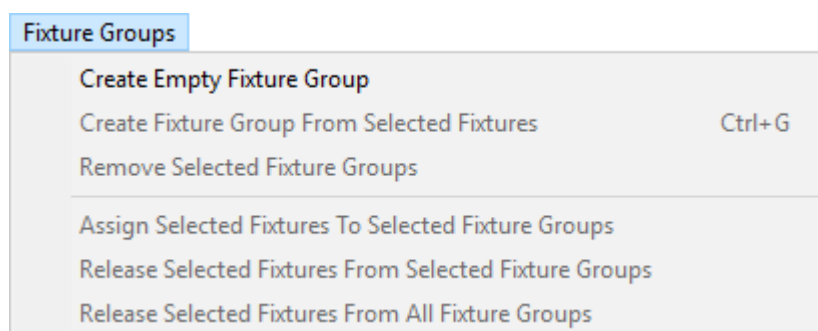 Fixture Groups
Create Empty Fixture Group
Create Fixture Group From Selected Fixtures Ctrl+G
Remove Selected Fixture Groups
Assign Selected Fixtures To Selected Fixture Groups
Release Selected Fixtures From Selected Fixture Groups
Release Selected Fixtures From All Fixture Groups